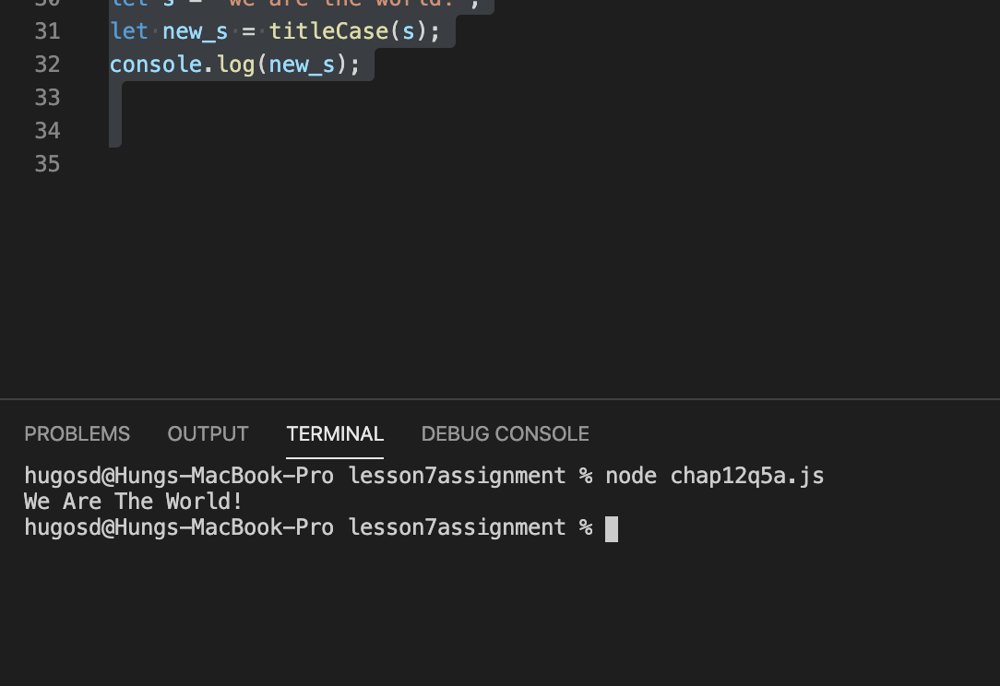 30 let s = "we are the world!";
31 let new_s = titleCase(s);
32 console.log(new_s);
33
34
35
PROBLEMS OUTPUT TERMINAL DEBUG CONSOLE
hugosd@Hungs-MacBook-Pro lesson7assignment % node chap12q5a.js
We Are The World!
hugosd@Hungs-MacBook-Pro lesson7assignment %